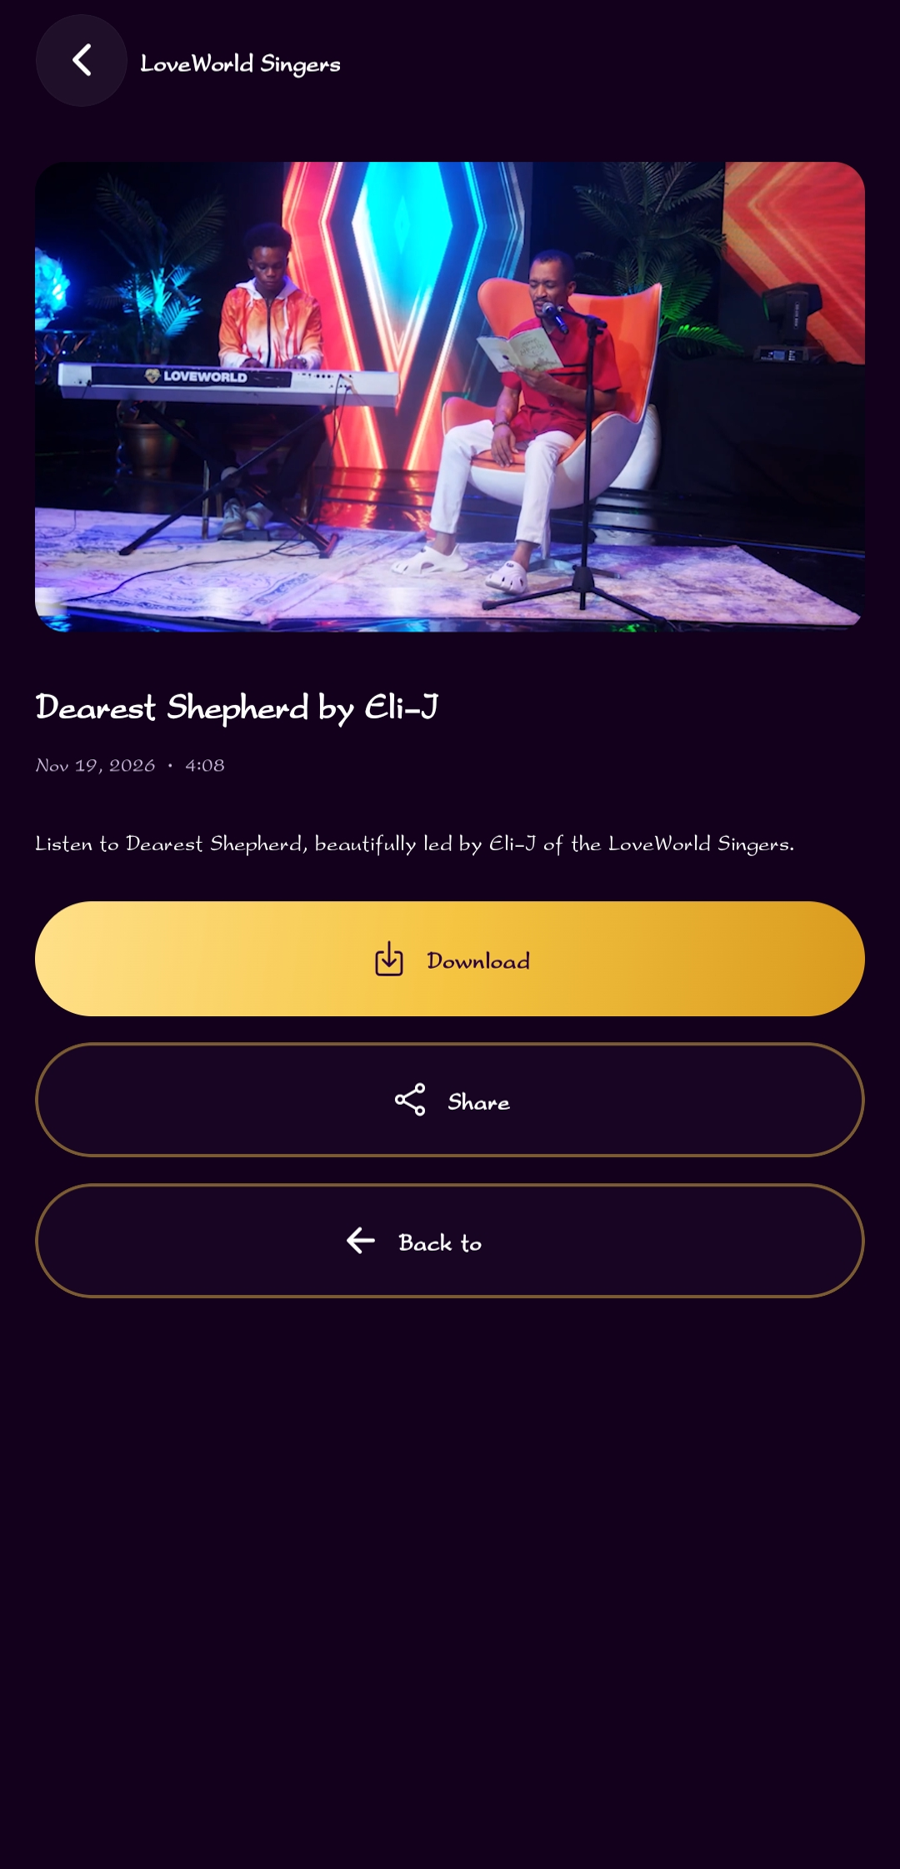 LoveWorld Singers
LOVEWORLD
Dearest Shepherd by Eli-J
Nov 19, 2026 • 4:08
Listen to Dearest Shepherd, beautifully led by Eli-J of the LoveWorld Singers.
Download
Share
Back to